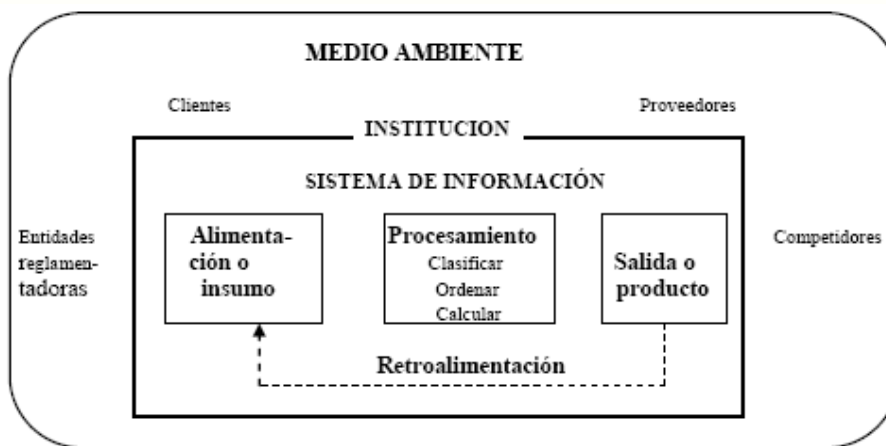 MEDIO AMBIENTE
Clientes
Proveedores
INSTITUCION
SISTEMA DE INFORMACIÓN
Entidades
reglamen-
tadoras
Alimenta-
ción o
insumo
Procesamiento
Clasificar
Ordenar
Calcular
Salida o
producto
Competidores
Retroalimentación